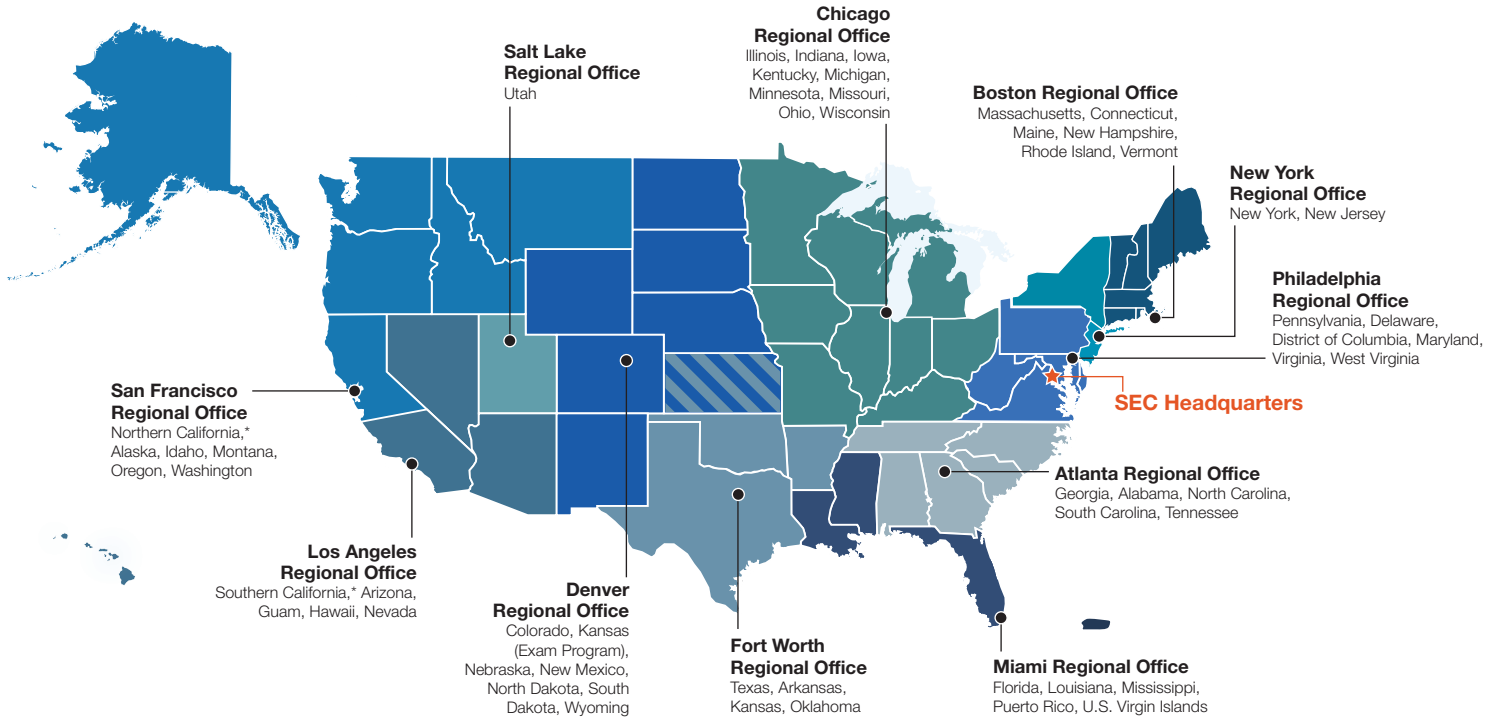 Chicago
Regional Office
Illinois, Indiana, Iowa,
Kentucky, Michigan,
Minnesota, Missouri,
Ohio, Wisconsin
Salt Lake
Regional Office
Utah
Boston Regional Office
Massachusetts, Connecticut,
Maine, New Hampshire,
Rhode Island, Vermont
New York
Regional Office
New York, New Jersey
Philadelphia
Regional Office
Pennsylvania, Delaware,
District of Columbia, Maryland,
Virginia, West Virginia
SEC Headquarters
San Francisco
Regional Office
Northern California,*
Alaska, Idaho, Montana,
Oregon, Washington
Atlanta Regional Office
Georgia, Alabama, North Carolina,
South Carolina, Tennessee
Los Angeles
Regional Office
Southern California,* Arizona,
Guam, Hawaii, Nevada
Denver
Regional Office
Colorado, Kansas
(Exam Program),
Nebraska, New Mexico,
North Dakota, South
Dakota, Wyoming
Fort Worth
Regional Office
Texas, Arkansas,
Kansas, Oklahoma
Miami Regional Office
Florida, Louisiana, Mississippi,
Puerto Rico, U.S. Virgin Islands